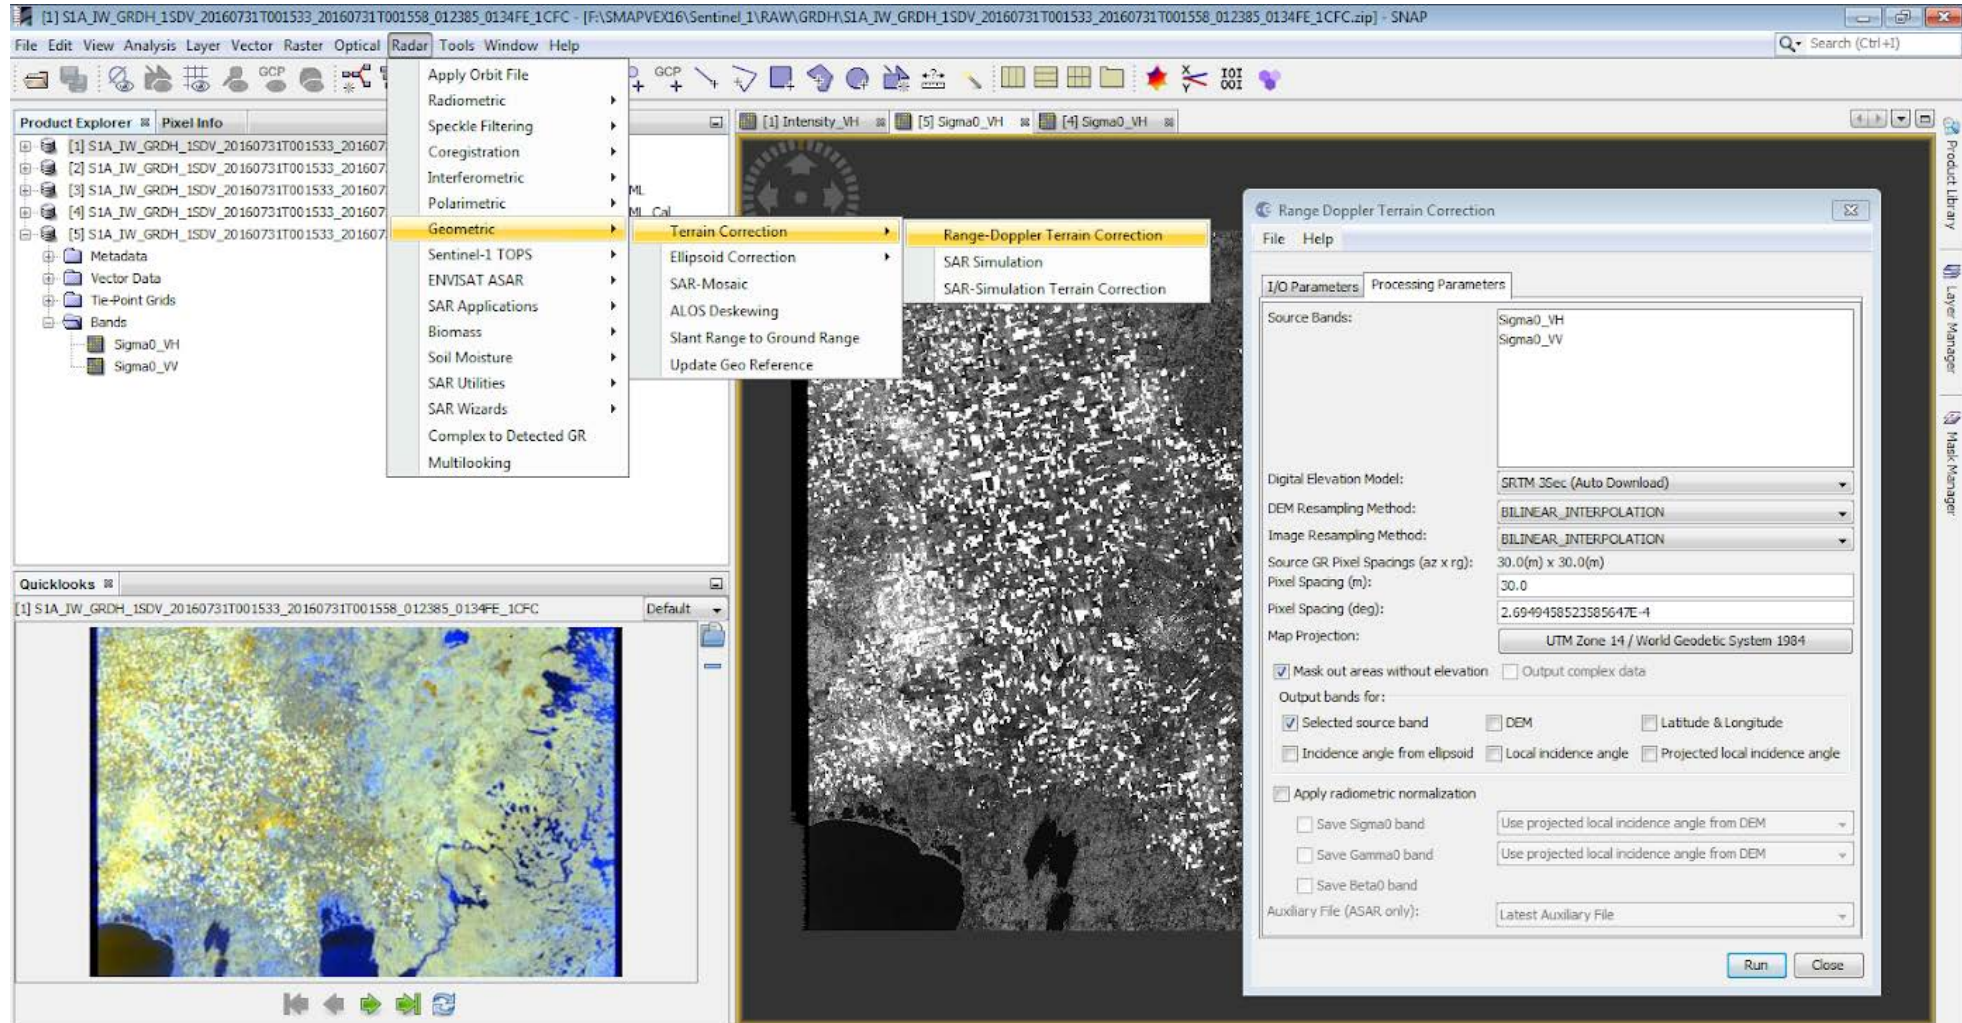 [1] S1A_IW_GRDH_1SDV_20160731T001533_20160731T001558_012385_0134FE_1CFC - [F:\SMAPVEX16\Sentinel_1\RAW\GRDH\S1A_IW_GRDH_1SDV_20160731T001533_20160731T001558_012385_0134FE_1CFC.zip] - SNAP
File Edit View Analysis Layer Vector Raster Optical Radar Tools Window Help
Search (Ctrl+I)
GCP
GCP
Product Explorer Pixel Info
[1] S1A_IW_GRDH_1SDV_20160731T001533_201607
[2] S1A_IW_GRDH_1SDV_20160731T001533_201607
[3] S1A_IW_GRDH_1SDV_20160731T001533_201607
ML
[4] S1A_IW_GRDH_1SDV_20160731T001533_201607
ML_Cal
[5] S1A_IW_GRDH_1SDV_20160731T001533_201607
Metadata
Vector Data
Tie-Point Grids
Bands
Sigma0_VH
Sigma0_VV
Apply Orbit File
Radiometric
Speckle Filtering
Coregistration
Interferometric
Polarimetric
Geometric
Sentinel-1 TOPS
ENVISAT ASAR
SAR Applications
Biomass
Soil Moisture
SAR Utilities
SAR Wizards
Complex to Detected GR
Multilooking
Terrain Correction
Ellipsoid Correction
SAR-Mosaic
ALOS Deskewing
Slant Range to Ground Range
Update Geo Reference
Range-Doppler Terrain Correction
SAR Simulation
SAR-Simulation Terrain Correction
[1] Intensity_VH [5] Sigma0_VH [4] Sigma0_VH
Quicklooks
[1] S1A_IW_GRDH_1SDV_20160731T001533_20160731T001558_012385_0134FE_1CFC Default
Range Doppler Terrain Correction
File Help
I/O Parameters Processing Parameters
Source Bands:
Sigma0_VH
Sigma0_VV
Digital Elevation Model: SRTM 3Sec (Auto Download)
DEM Resampling Method: BILINEAR_INTERPOLATION
Image Resampling Method: BILINEAR_INTERPOLATION
Source GR Pixel Spacings (az x rg): 30.0(m) x 30.0(m)
Pixel Spacing (m): 30.0
Pixel Spacing (deg): 2.6949458523585647E-4
Map Projection: UTM Zone 14 / World Geodetic System 1984
Mask out areas without elevation Output complex data
Output bands for:
Selected source band DEM Latitude & Longitude
Incidence angle from ellipsoid Local incidence angle Projected local incidence angle
Apply radiometric normalization
Save Sigma0 band Use projected local incidence angle from DEM
Save Gamma0 band Use projected local incidence angle from DEM
Save Beta0 band
Auxiliary File (ASAR only): Latest Auxiliary File
Run Close
Product Library
Layer Manager
Mask Manager